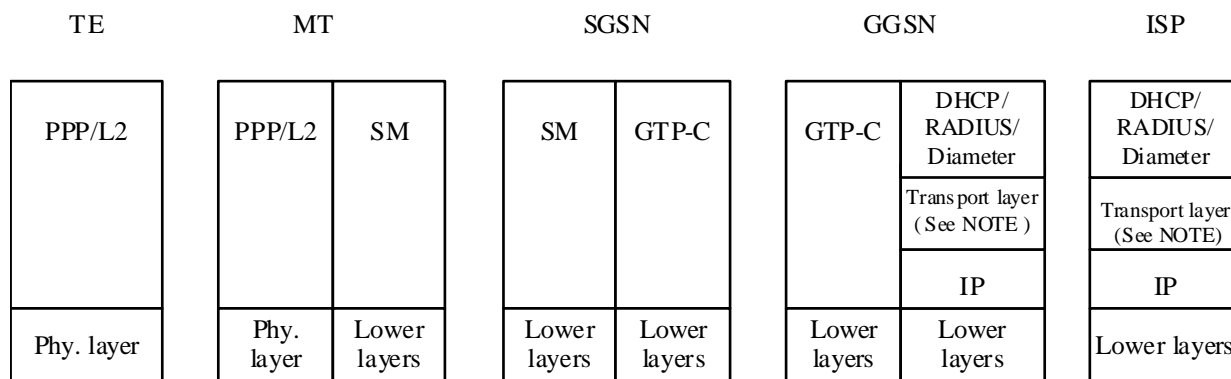 TE
MT
SGSN
GGSN
ISP
PPP/L2
Phy. layer
PPP/L2
SM
Phy.
layer
Lower
layers
SM
GTP-C
Lower
layers
Lower
layers
GTP-C
DHCP/
RADIUS/
Diameter
Transport layer
( See NOTE )
IP
Lower
layers
Lower
layers
DHCP/
RADIUS/
Diameter
Transport layer
(See NOTE)
IP
Lower layers